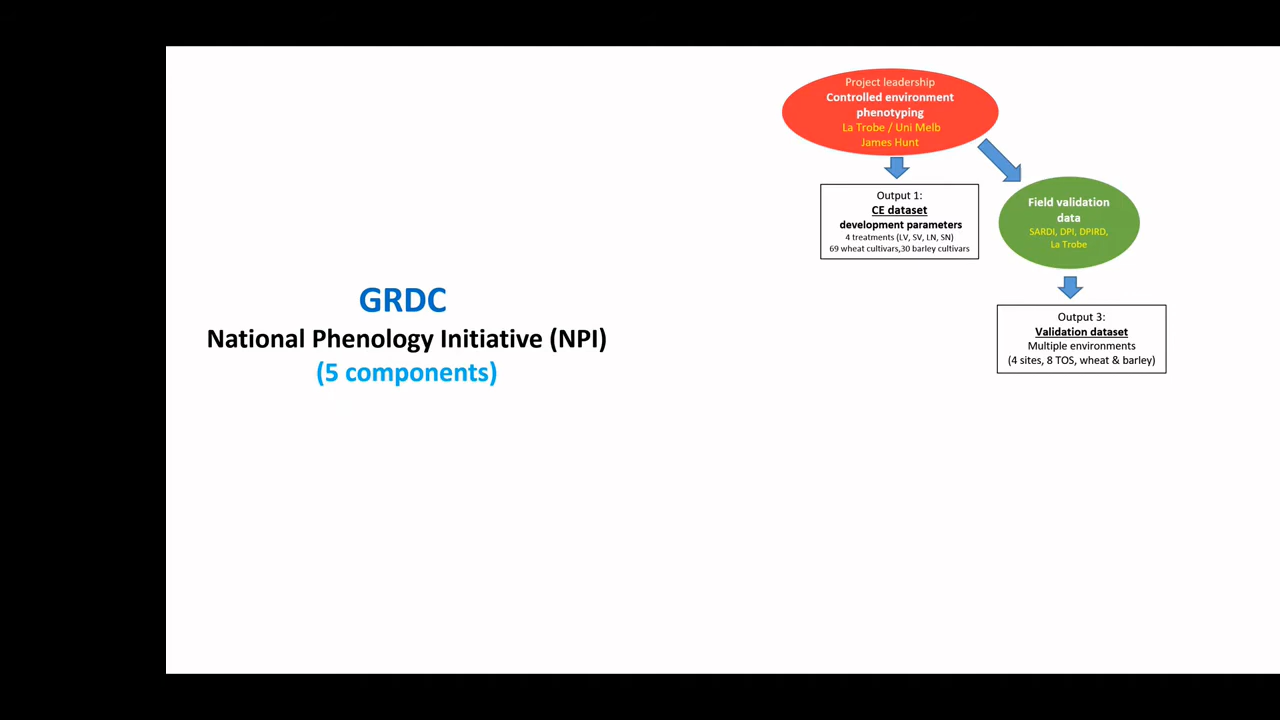 Project leadership
Controlled environment
phenotyping
La Trobe / Uni Melb
James Hunt
Output 1:
CE dataset
development parameters
4 treatments (LV, SV, LN, SN)
69 wheat cultivars,30 barley cultivars
Field validation
data
SARDI, DPI, DPIRD,
La Trobe
GRDC
National Phenology Initiative (NPI)
(5 components)
Output 3:
Validation dataset
Multiple environments
(4 sites, 8 TOS, wheat & barley)